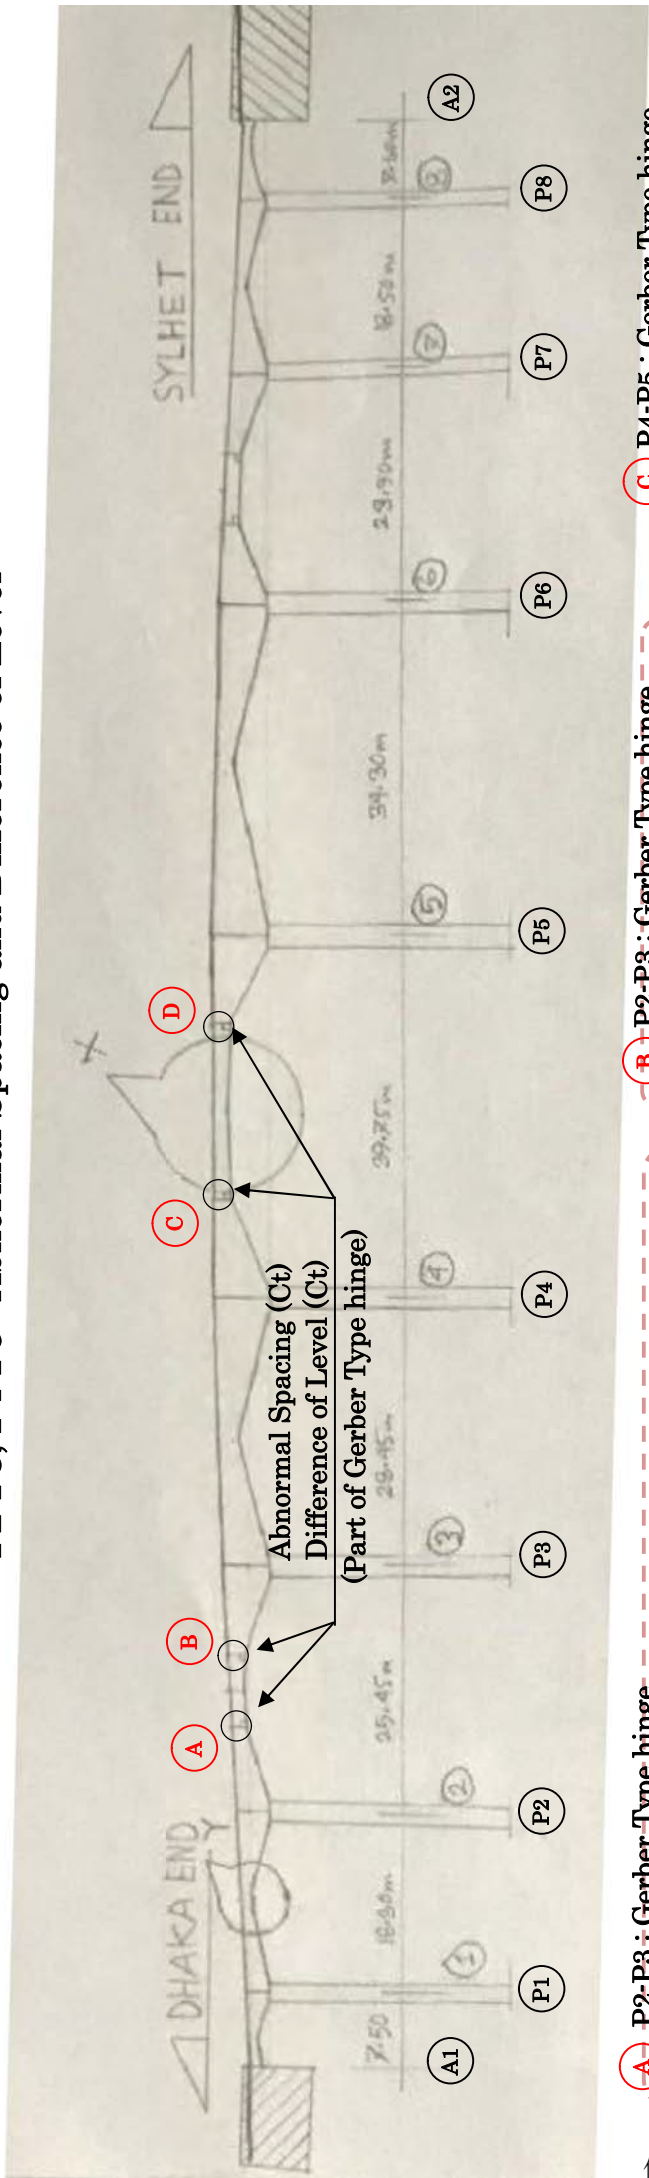 SYLHET END
DHAKA END
X
Y
A
B
C
D
Abnormal Spacing (Ct)
Difference of Level (Ct)
(Part of Gerber Type hinge)
7.50
18.30m
25.45m
28.45m
39.75m
34.30m
29.90m
18.50m
1
2
3
4
5
6
7
8
A1
P1
P2
P3
P4
P5
P6
P7
P8
A2
A P2-P3 : Gerber Type hinge
B P2-P3 : Gerber Type hinge
C P4-P5 : Gerber Type hinge